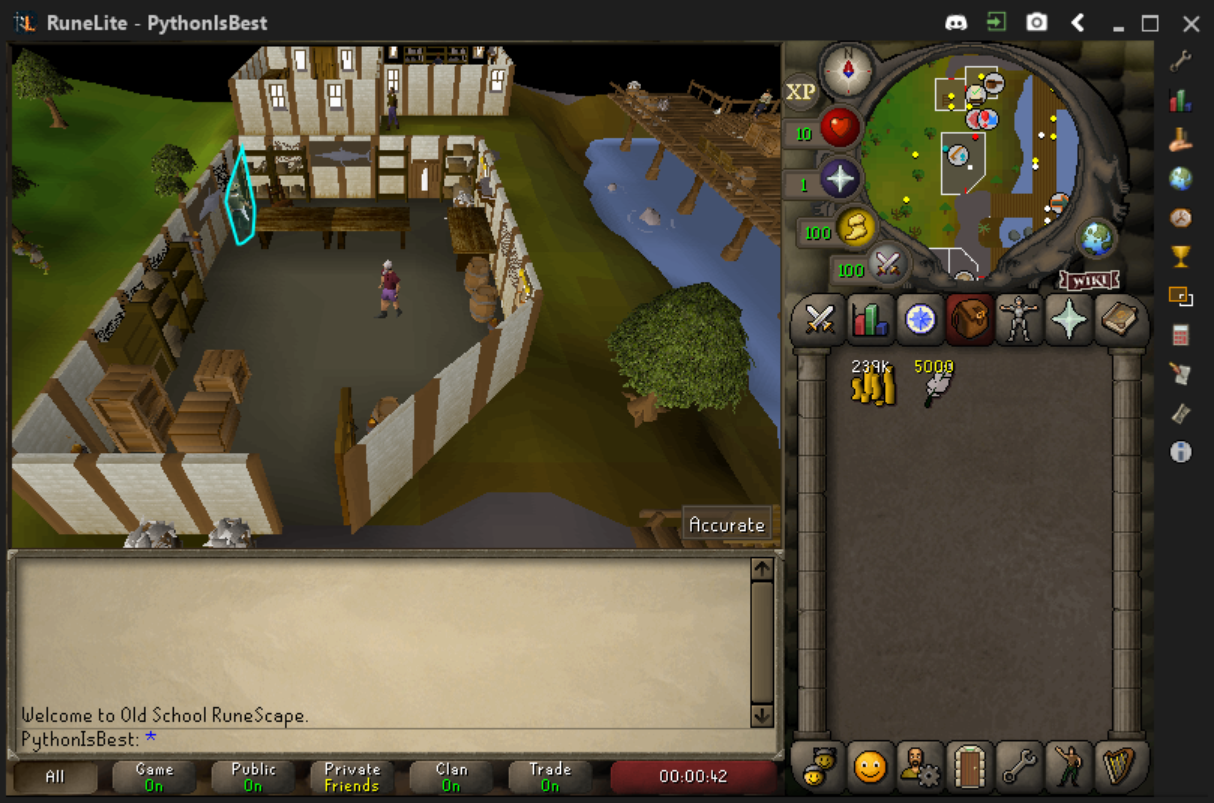 RuneLite - PythonIsBest
N
XP
10
1
100
100
WIKI
239K 5000
Accurate
Welcome to Old School RuneScape.
PythonIsBest: *
All
Game
On
Public
On
Private
Friends
Clan
On
Trade
On
00:00:42